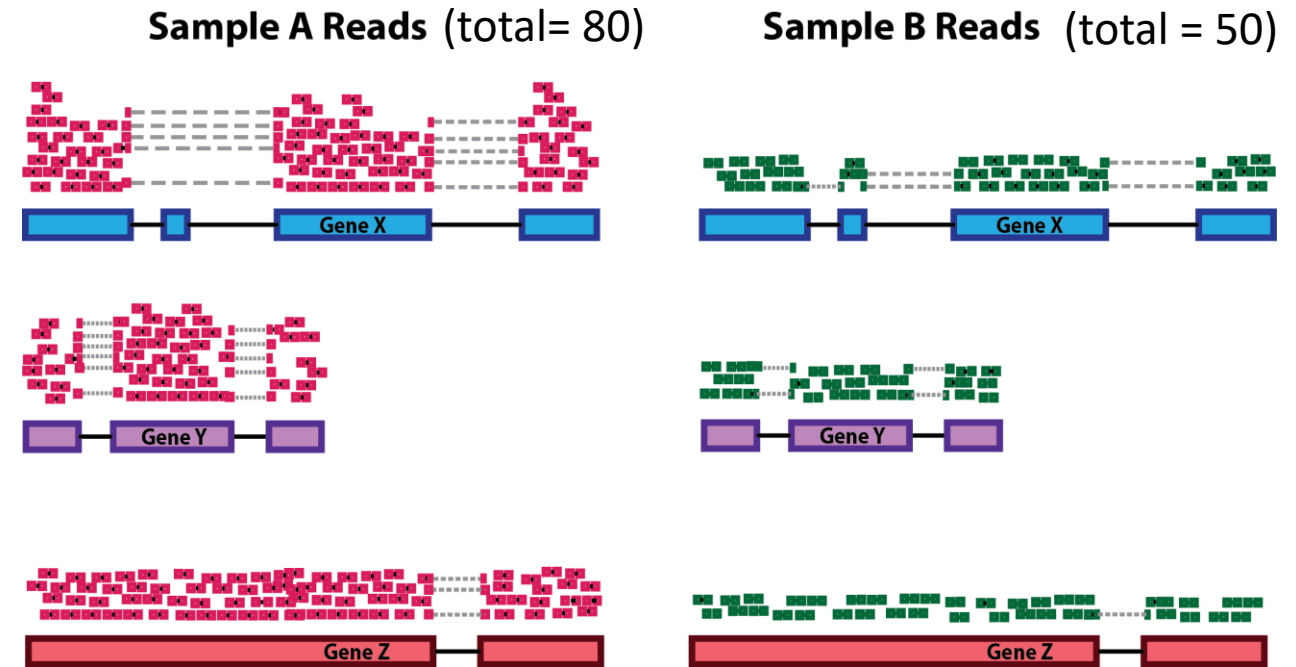 Sample A Reads (total= 80)
Sample B Reads (total = 50)
Gene X
Gene X
Gene Y
Gene Y
Gene Z
Gene Z